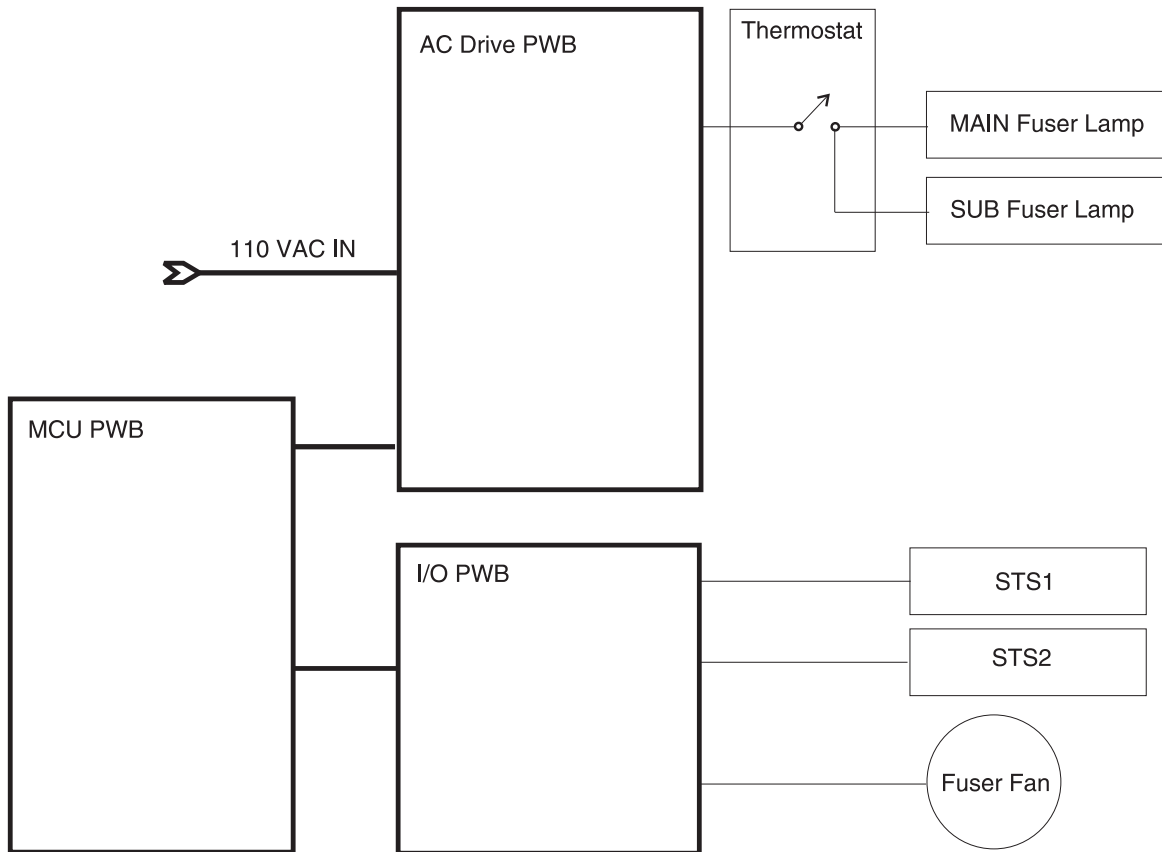 AC Drive PWB
Thermostat
MAIN Fuser Lamp
SUB Fuser Lamp
110 VAC IN
MCU PWB
I/O PWB
STS1
STS2
Fuser Fan